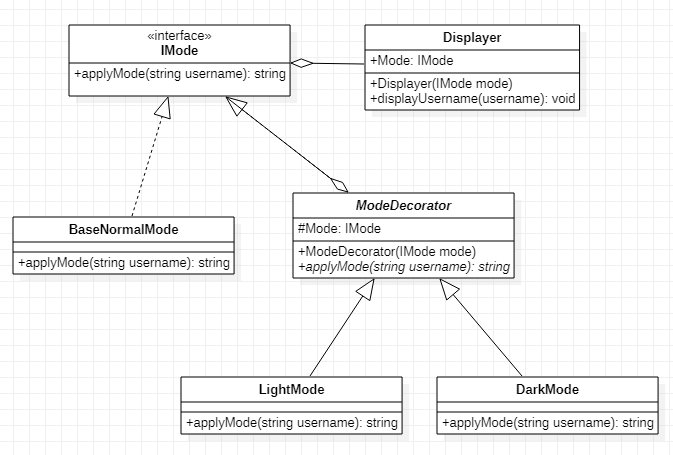 «interface»
IMode
+applyMode(string username): string
Displayer
+Mode: IMode
+Displayer(IMode mode)
+displayUsername(username): void
BaseNormalMode
+applyMode(string username): string
ModeDecorator
#Mode: IMode
+ModeDecorator(IMode mode)
+applyMode(string username): string
LightMode
+applyMode(string username): string
DarkMode
+applyMode(string username): string